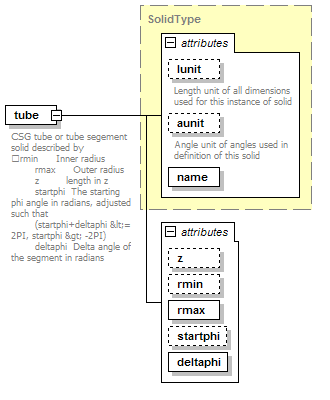 SolidType
attributes
lunit
Length unit of all dimensions
used for this instance of solid
aunit
Angle unit of angles used in
definition of this solid
name
tube
CSG tube or tube segement
solid described by
□rmin Inner radius
rmax Outer radius
z length in z
startphi The starting
phi angle in radians, adjusted
such that
(startphi+deltaphi &lt;=
2PI, startphi &gt; -2PI)
deltaphi Delta angle of
the segment in radians
attributes
z
rmin
rmax
startphi
deltaphi